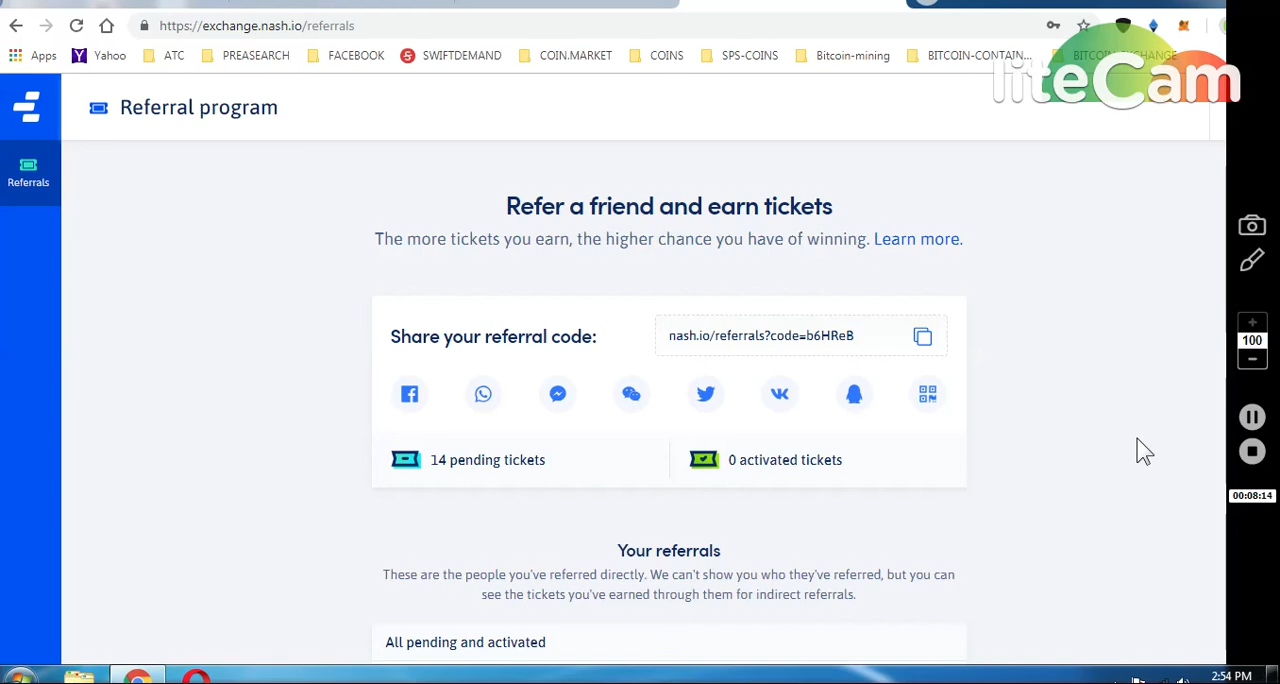 https://exchange.nash.io/referrals
Apps Yahoo ATC PREASEARCH FACEBOOK SWIFTDEMAND COIN.MARKET COINS SPS-COINS Bitcoin-mining BITCOIN-CONTAIN... BITCOIN-EXCHANGE
liteCam
Referral program
Referrals
Refer a friend and earn tickets
The more tickets you earn, the higher chance you have of winning. Learn more.
Share your referral code: nash.io/referrals?code=b6HReB
100
14 pending tickets 0 activated tickets
00:08:14
Your referrals
These are the people you've referred directly. We can't show you who they've referred, but you can
see the tickets you've earned through them for indirect referrals.
All pending and activated
2:54 PM